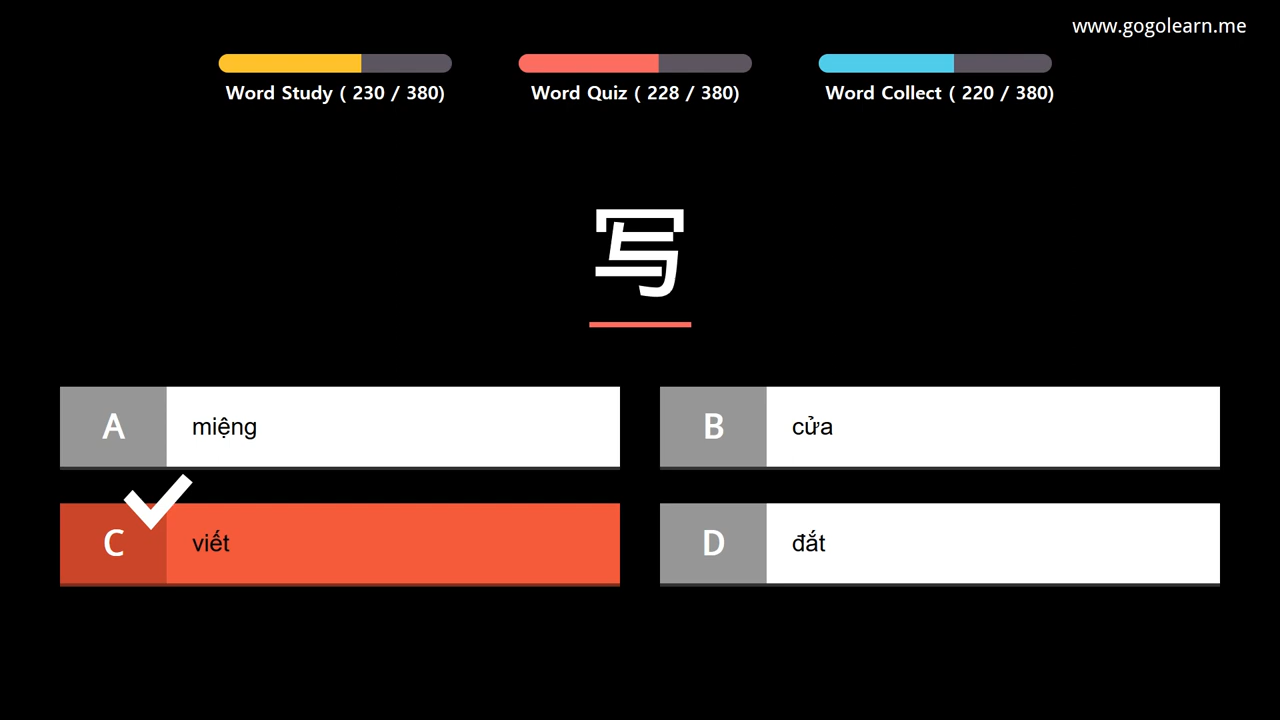 www.gogolearn.me
Word Study ( 230 / 380)
Word Quiz ( 228 / 380)
Word Collect ( 220 / 380)
写
A miệng
B cửa
C viết
D đắt